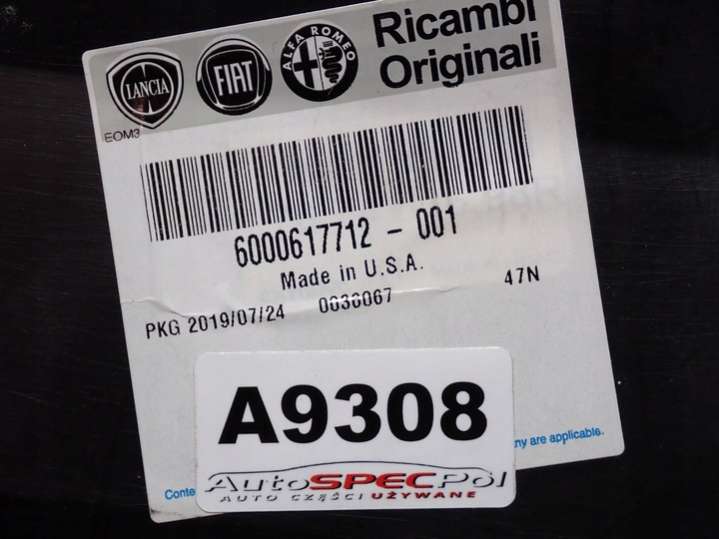 LANCIA
FIAT
ALFA ROMEO
Ricambi
Originali
EOM3
6000617712 - 001
Made in U.S.A.
PKG 2019/07/24 0036067 47N
A9308
AutoSPECPol
AUTO CZĘŚCI UŻYWANE
Conte
ny are applicable.